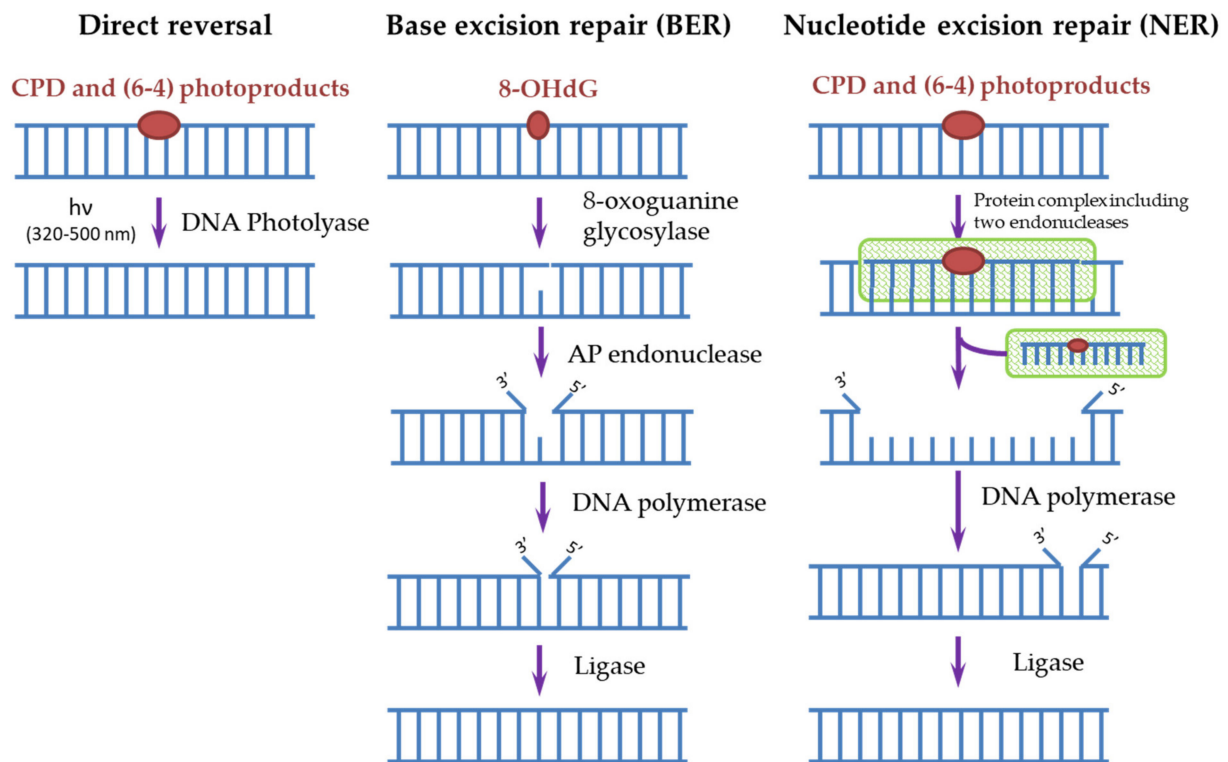 Direct reversal
CPD and (6-4) photoproducts
hν
(320-500 nm)
DNA Photolyase
Base excision repair (BER)
8-OHdG
8-oxoguanine
glycosylase
AP endonuclease
3’
5’
DNA polymerase
3’
5’
Ligase
Nucleotide excision repair (NER)
CPD and (6-4) photoproducts
Protein complex including
two endonucleases
3’
5’
DNA polymerase
3’
5’
Ligase